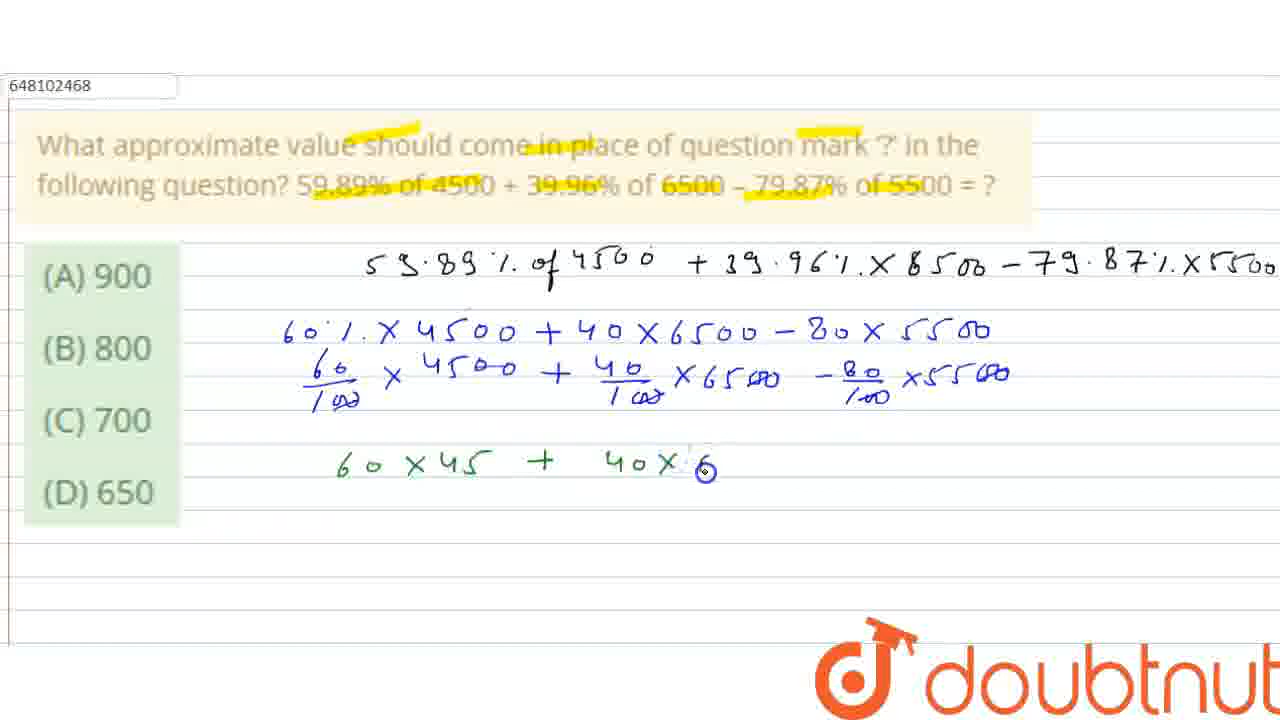 648102468
What approximate value should come in place of question mark '?' in the
following question? 59.89% of 4500 + 39.96% of 6500 – 79.87% of 5500 = ?
(A) 900
(B) 800
(C) 700
(D) 650
59.89%. of 4500 + 39.96%. × 6500 - 79.87%. × 5500
60%. × 4500 + 40 × 6500 - 80 × 5500
60/100 × 4500 + 40/100 × 6500 - 80/100 × 5500
60 × 45 + 40 × 6
doubtnut